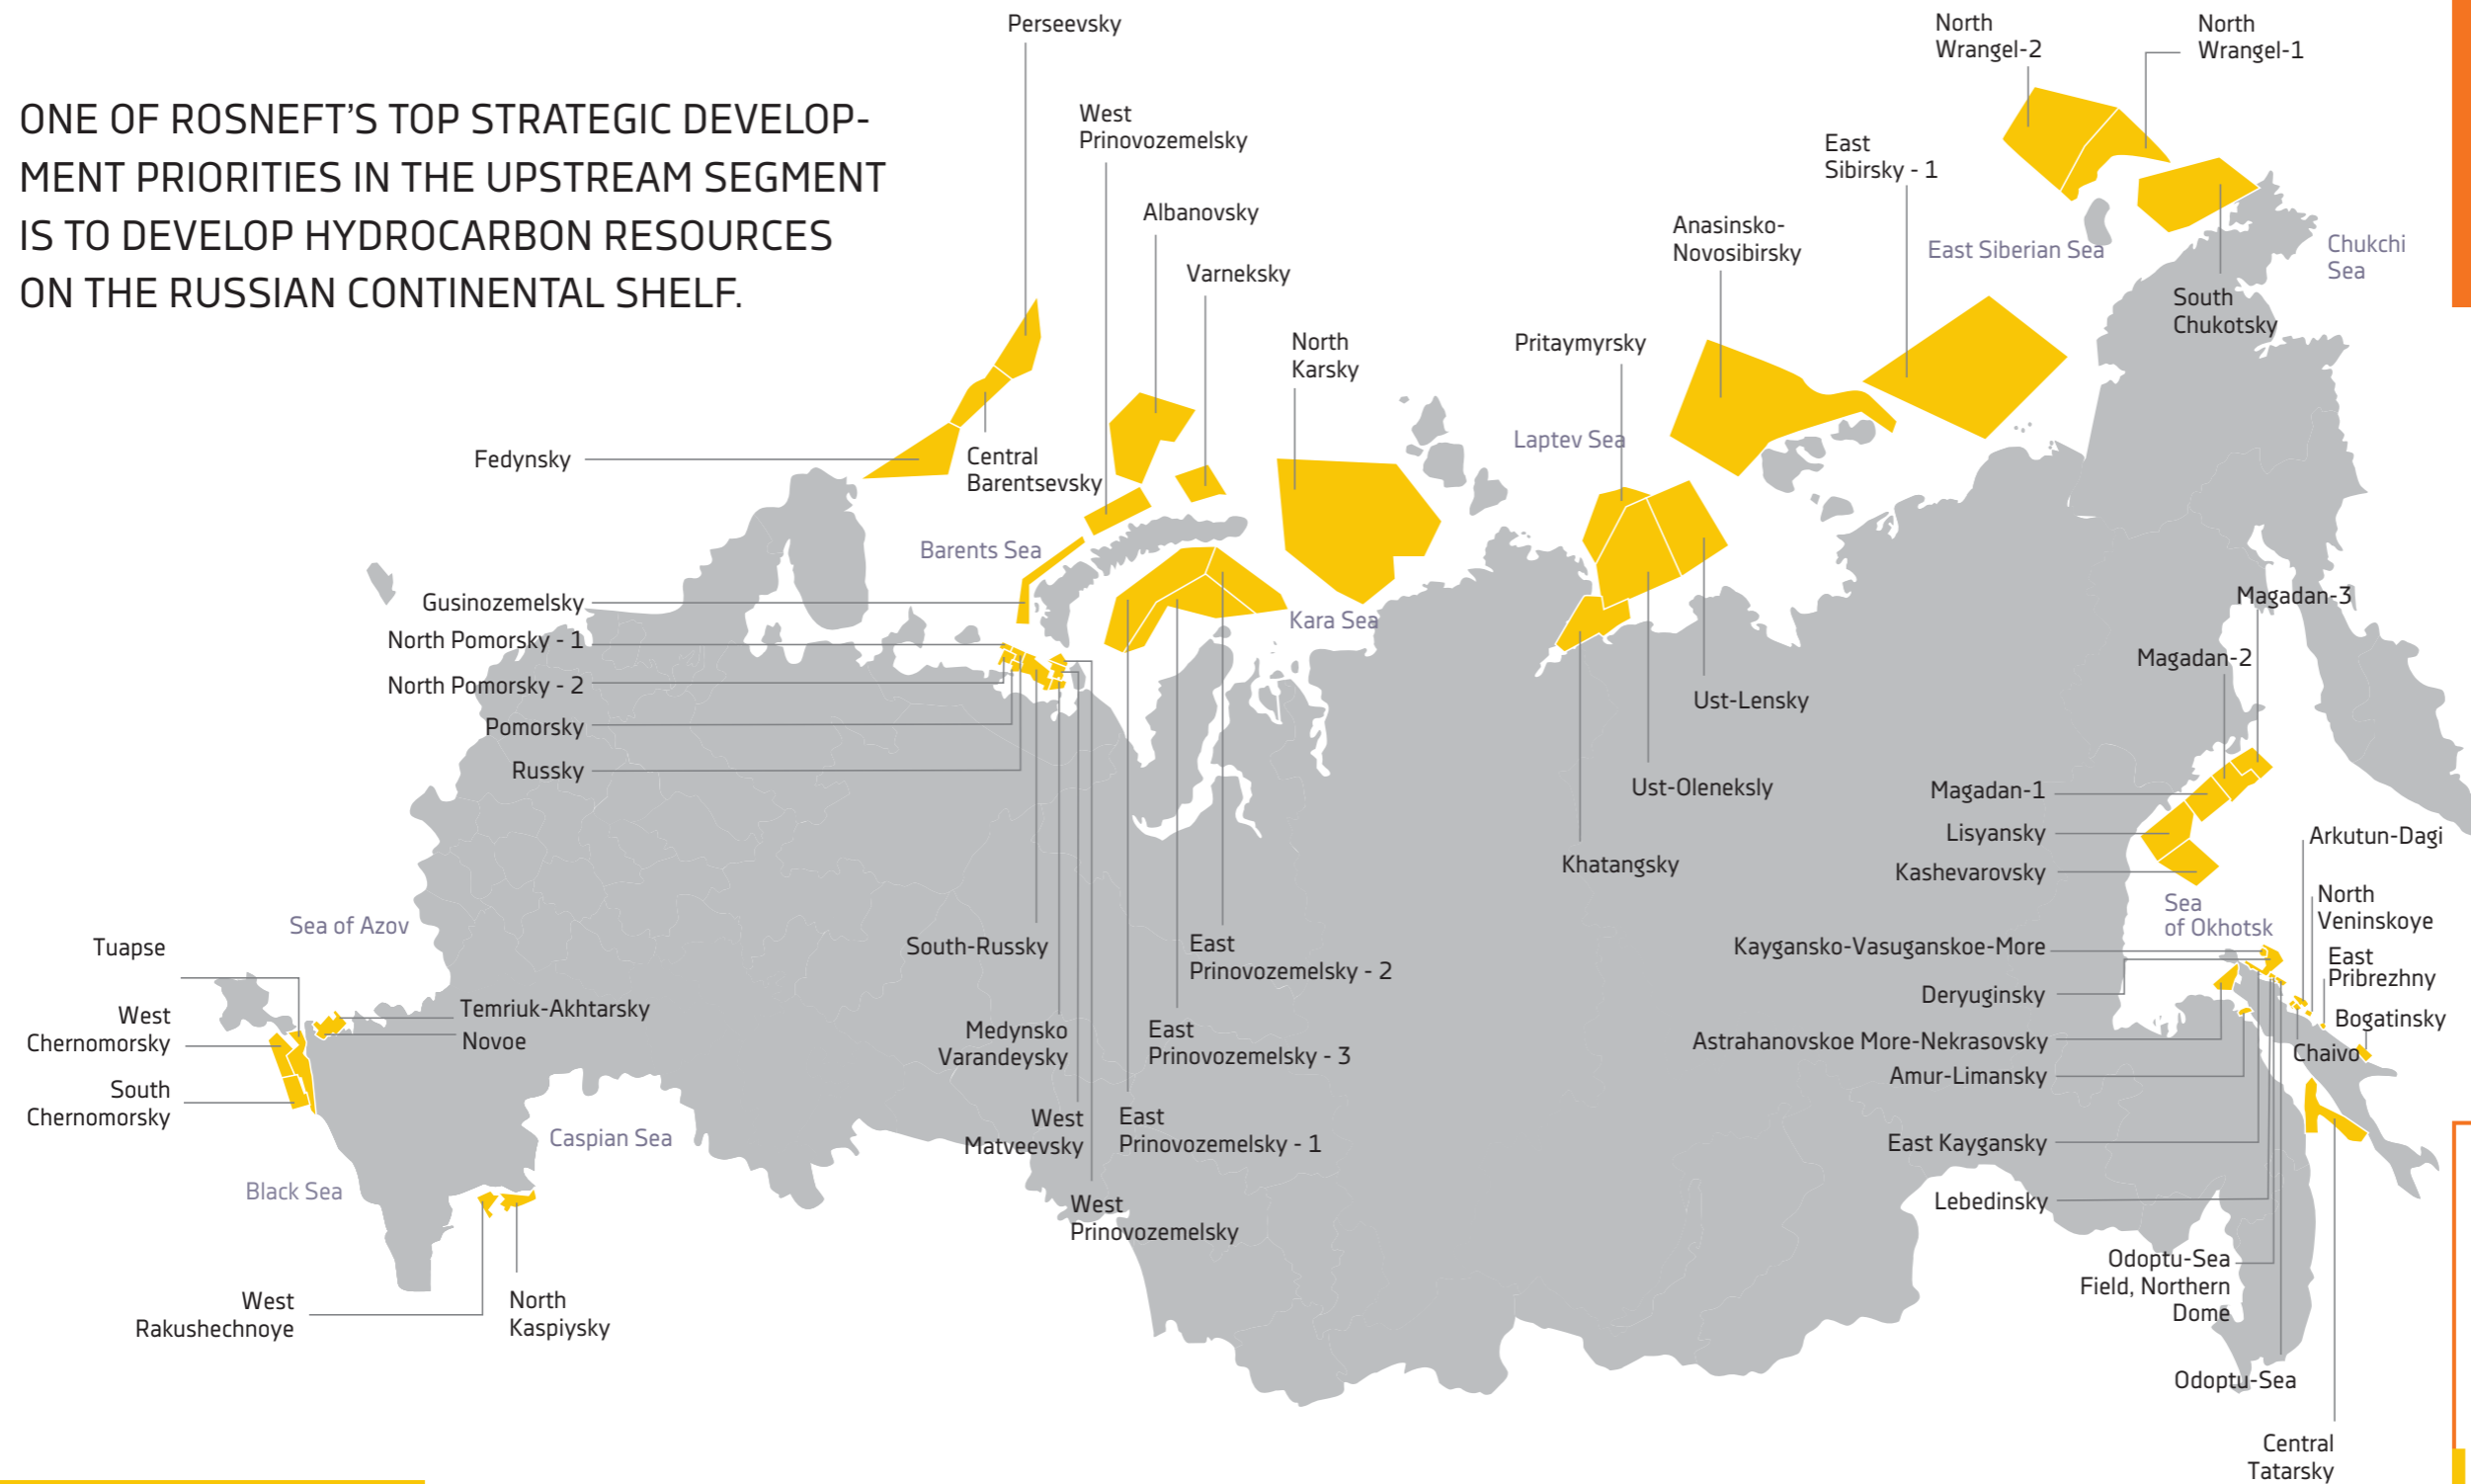 ONE OF ROSNEFT'S TOP STRATEGIC DEVELOP-
MENT PRIORITIES IN THE UPSTREAM SEGMENT
IS TO DEVELOP HYDROCARBON RESOURCES
ON THE RUSSIAN CONTINENTAL SHELF.
Perseevsky
West
Prinovozemelsky
Albanovsky
Varneksky
North
Karsky
Pritaymyrsky
Anasinsko-
Novosibirsky
East
Sibirsky - 1
North
Wrangel-2
North
Wrangel-1
East Siberian Sea
Chukchi
Sea
South
Chukotsky
Laptev Sea
Fedynsky
Central
Barentsevsky
Barents Sea
Kara Sea
Gusinozemelsky
North Pomorsky - 1
North Pomorsky - 2
Pomorsky
Russky
Ust-Lensky
Ust-Oleneksly
Khatangsky
Magadan-3
Magadan-2
Magadan-1
Lisyansky
Kashevarovsky
Sea
of Okhotsk
Arkutun-Dagi
North
Veninskoye
East
Pribrezhny
Bogatinsky
Chaivo
Kaygansko-Vasuganskoe-More
Deryuginsky
Astrahanovskoe More-Nekrasovsky
Amur-Limansky
East Kaygansky
Lebedinsky
Odoptu-Sea
Field, Northern
Dome
Odoptu-Sea
Central
Tatarsky
Sea of Azov
Tuapse
West
Chernomorsky
South
Chernomorsky
Temriuk-Akhtarsky
Novoe
Black Sea
Caspian Sea
West
Rakushechnoye
North
Kaspiysky
South-Russky
Medynsko
Varandeysky
West
Matveevsky
West
Prinovozemelsky
East
Prinovozemelsky - 2
East
Prinovozemelsky - 3
East
Prinovozemelsky - 1